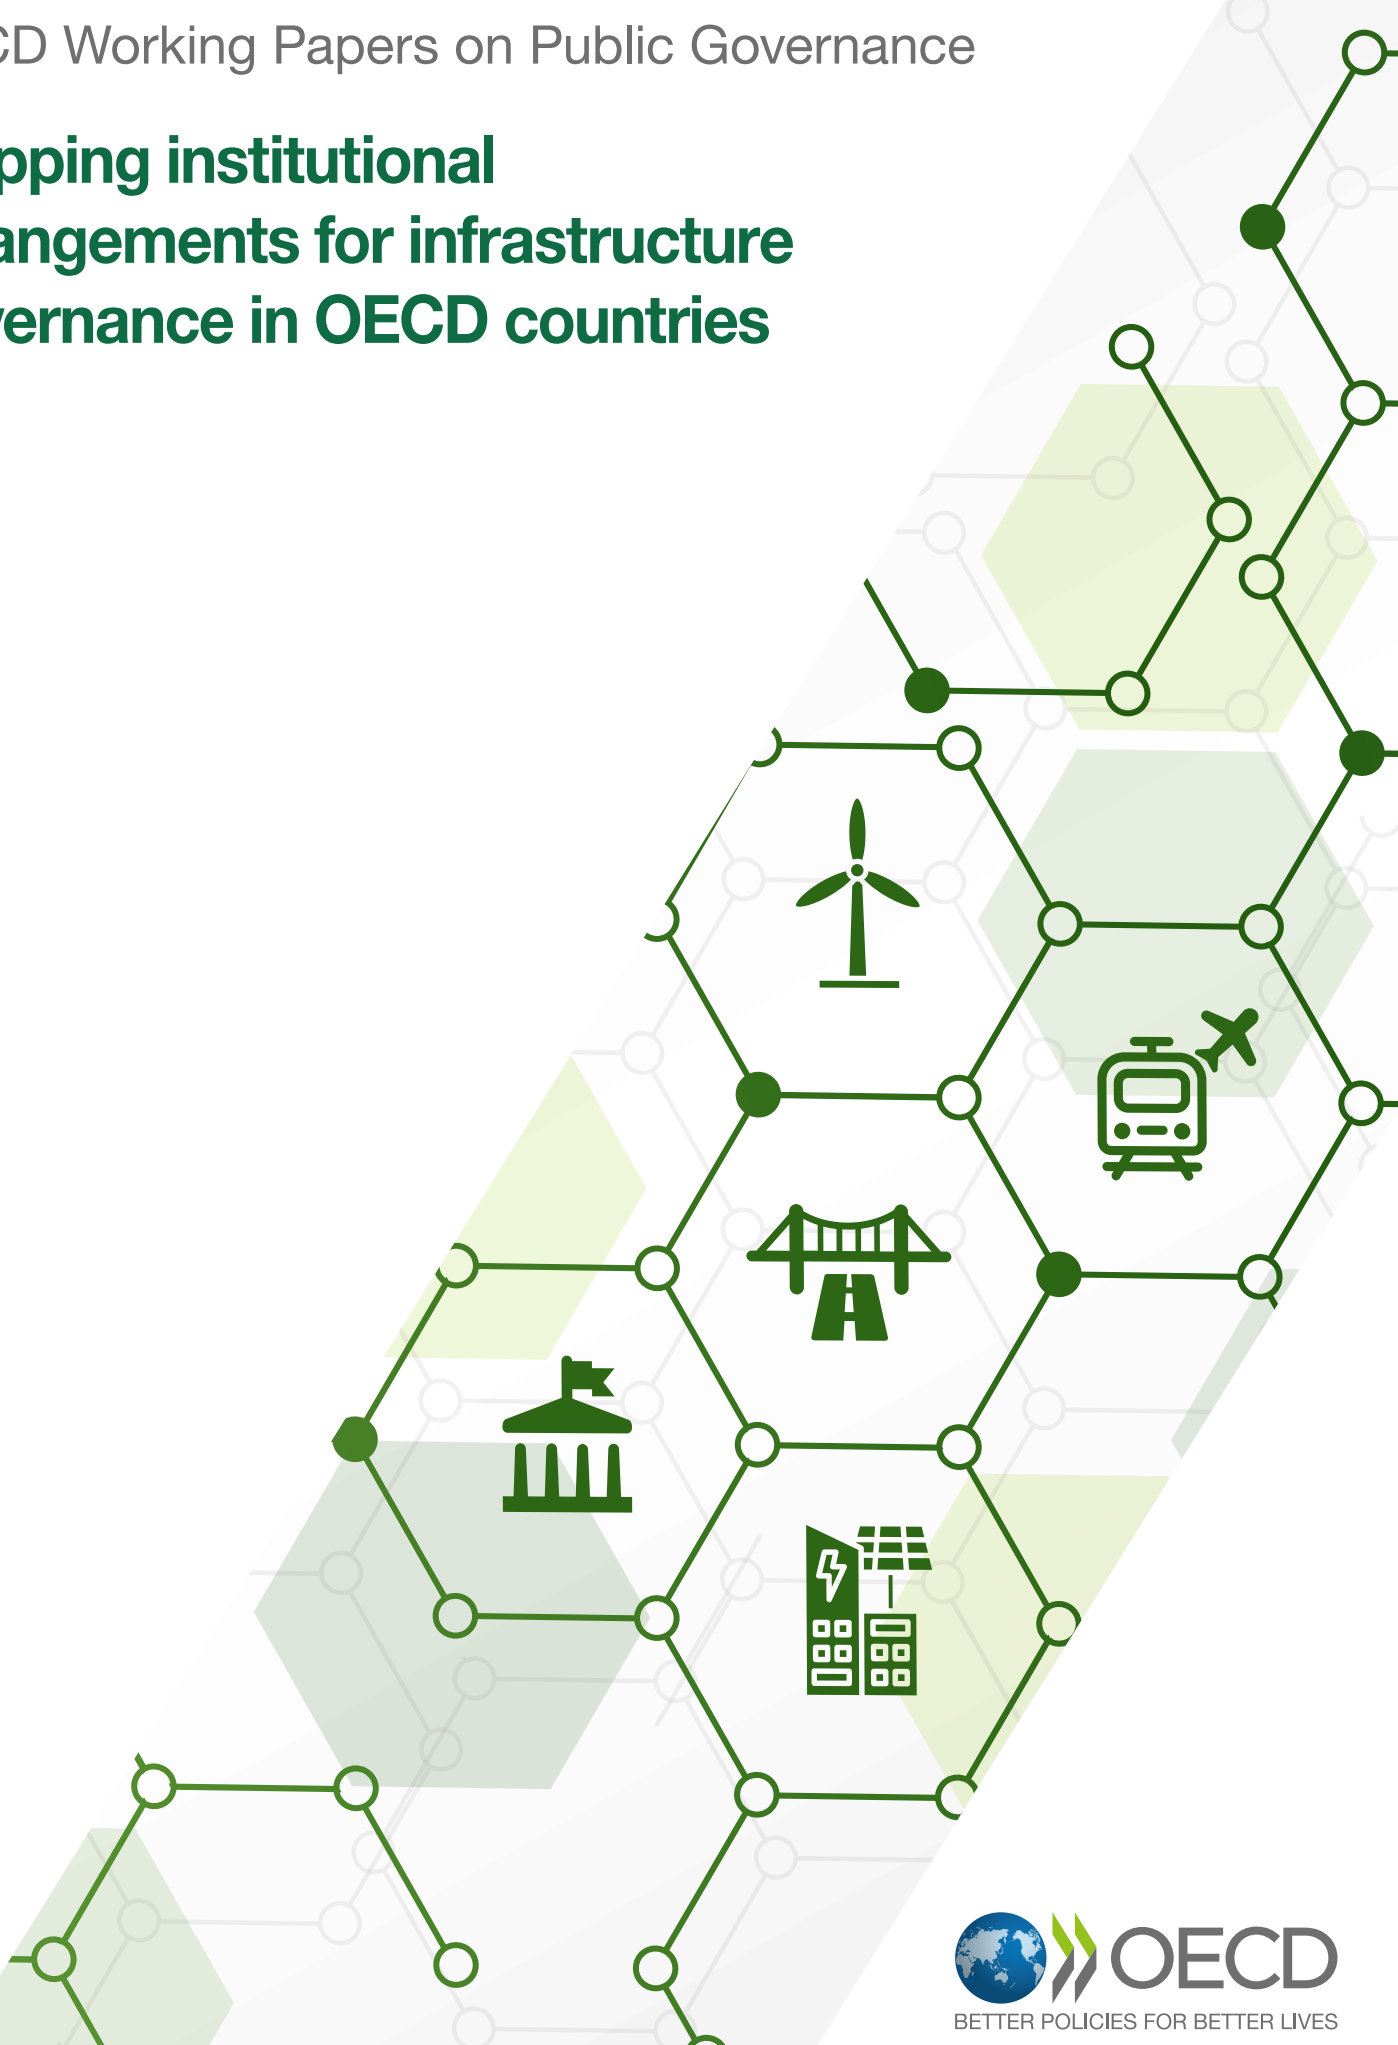 CD Working Papers on Public Governance
pping institutional
angements for infrastructure
vernance in OECD countries
OECD
BETTER POLICIES FOR BETTER LIVES